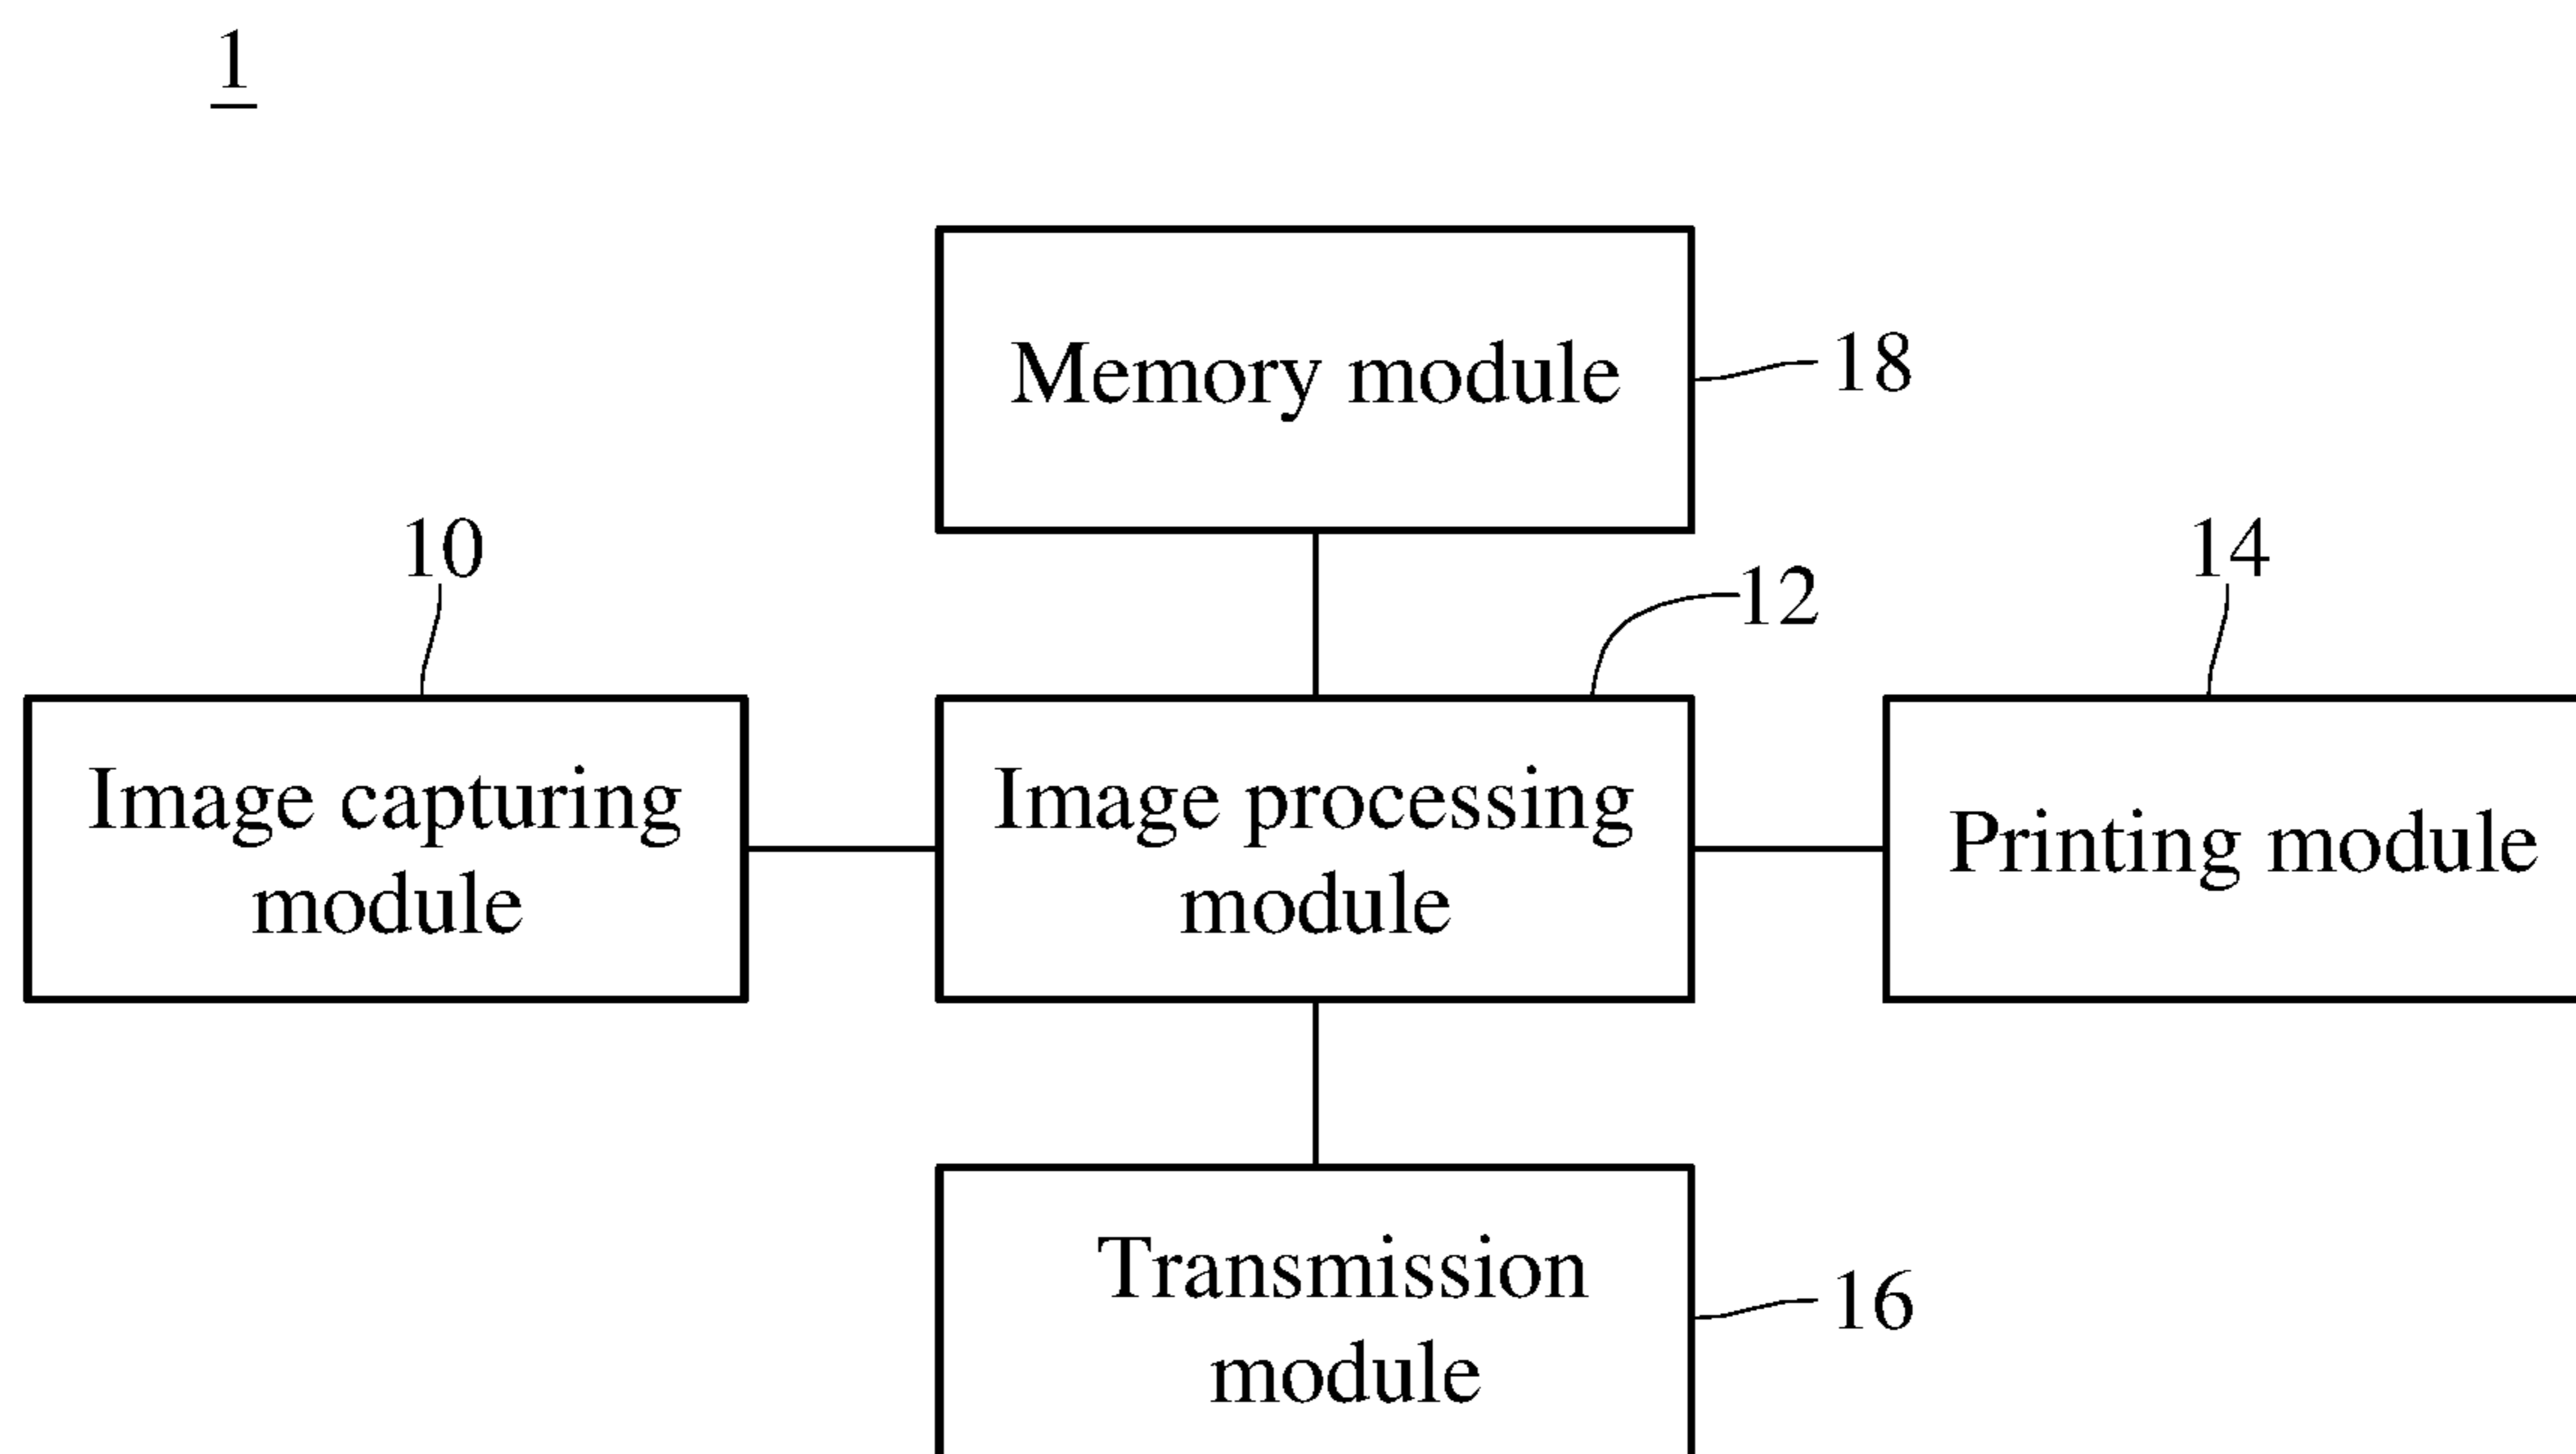 1
Memory module
18
10
12
14
Image capturing
module
Image processing
module
Printing module
Transmission
module
16